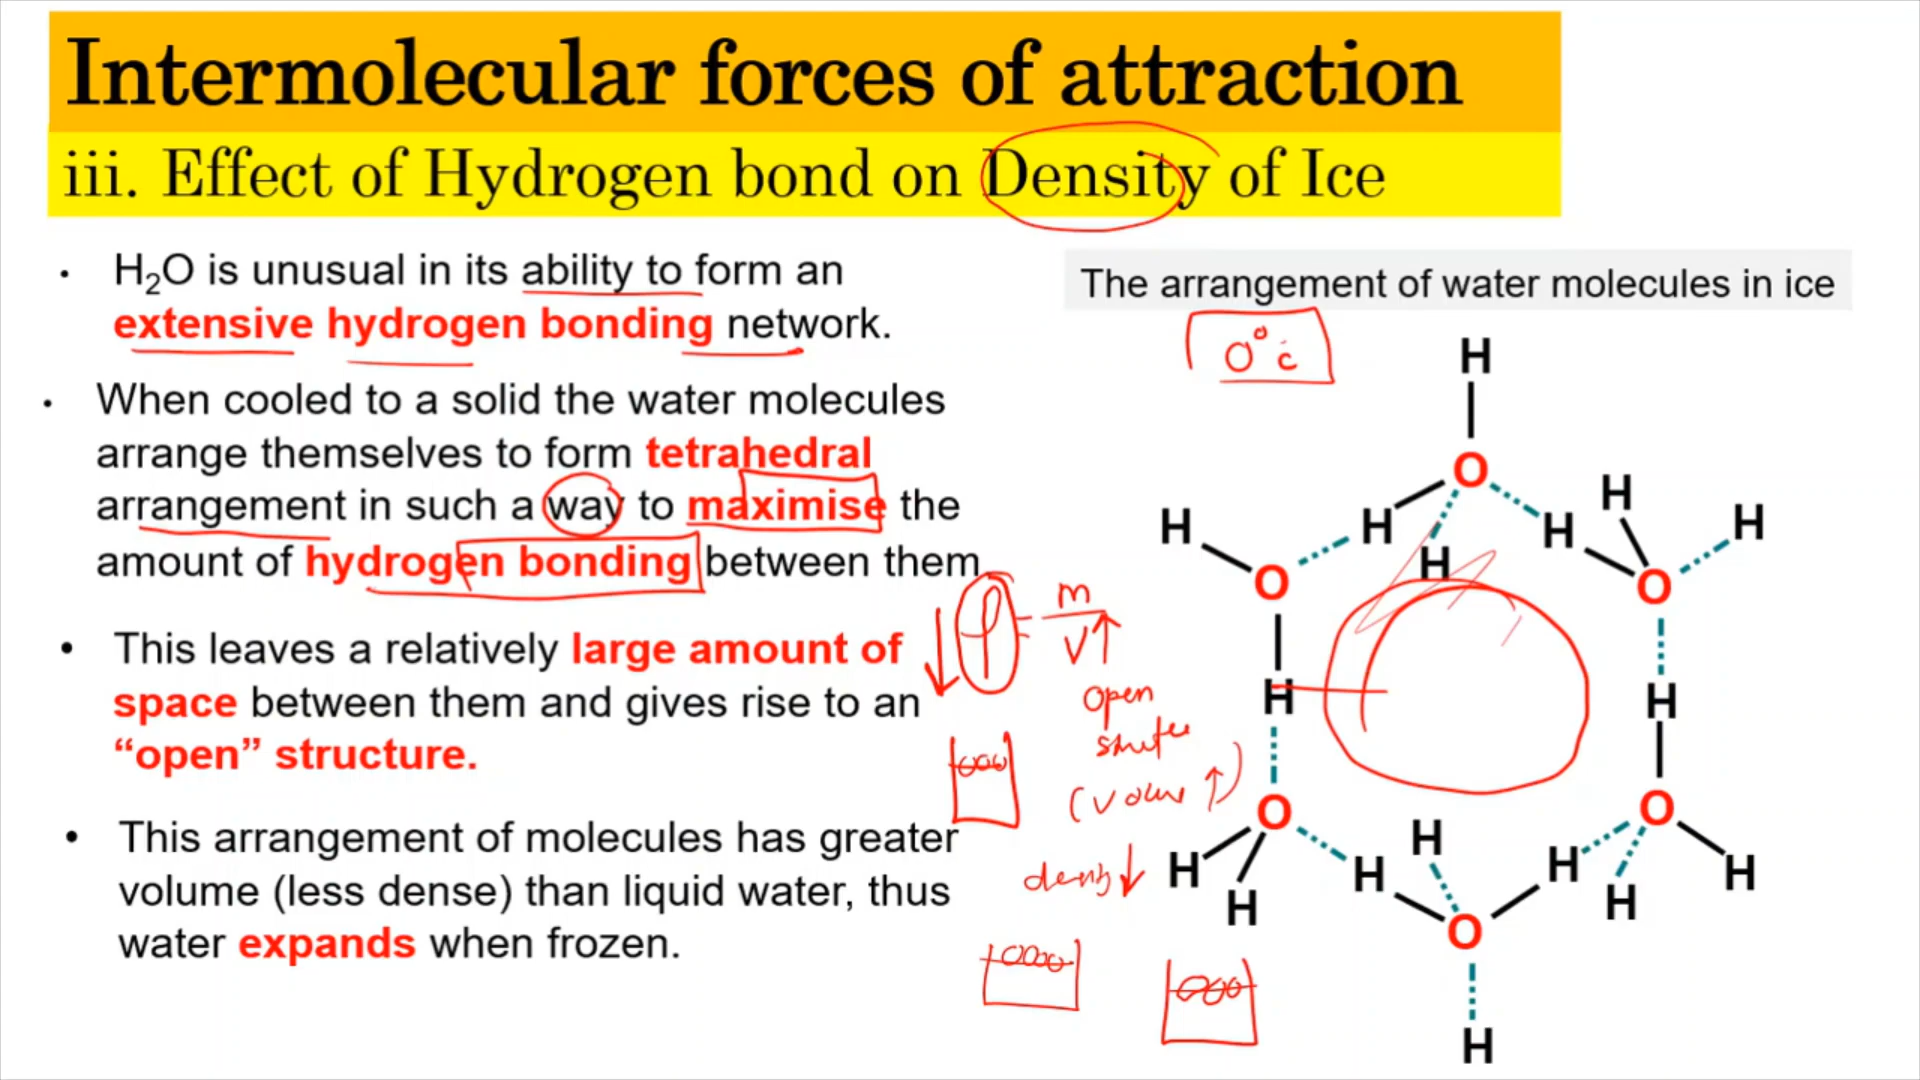 Intermolecular forces of attraction
iii. Effect of Hydrogen bond on Density of Ice
• H₂O is unusual in its ability to form an
extensive hydrogen bonding network.
• When cooled to a solid the water molecules
arrange themselves to form tetrahedral
arrangement in such a way to maximise the
amount of hydrogen bonding between them
• This leaves a relatively large amount of
space between them and gives rise to an
“open” structure.
• This arrangement of molecules has greater
volume (less dense) than liquid water, thus
water expands when frozen.
ρ = m
V↑
open
density ↓
The arrangement of water molecules in ice
0°C
H
O
H H
H H H
H
O O
H H
O O
H H H H
H H
O
H